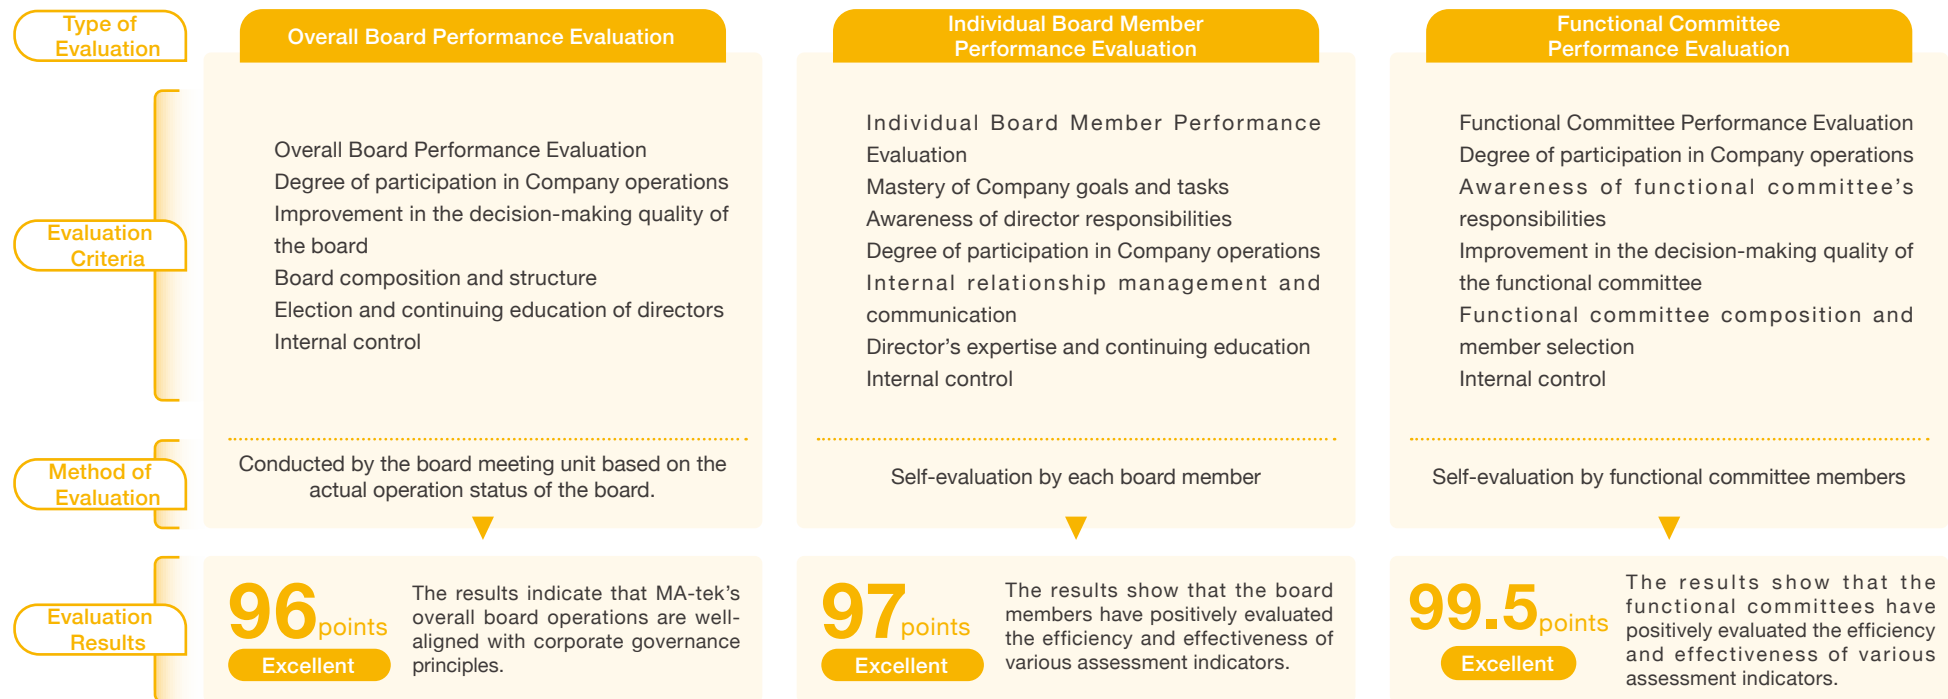 Type of
Evaluation
Overall Board Performance Evaluation
Individual Board Member
Performance Evaluation
Functional Committee
Performance Evaluation
Evaluation
Criteria
Overall Board Performance Evaluation
Degree of participation in Company operations
Improvement in the decision-making quality of
the board
Board composition and structure
Election and continuing education of directors
Internal control
Individual Board Member Performance
Evaluation
Mastery of Company goals and tasks
Awareness of director responsibilities
Degree of participation in Company operations
Internal relationship management and
communication
Director’s expertise and continuing education
Internal control
Functional Committee Performance Evaluation
Degree of participation in Company operations
Awareness of functional committee’s
responsibilities
Improvement in the decision-making quality of
the functional committee
Functional committee composition and
member selection
Internal control
Method of
Evaluation
Conducted by the board meeting unit based on the
actual operation status of the board.
Self-evaluation by each board member
Self-evaluation by functional committee members
Evaluation
Results
96 points
Excellent
The results indicate that MA-tek’s
overall board operations are well-
aligned with corporate governance
principles.
97 points
Excellent
The results show that the board
members have positively evaluated
the efficiency and effectiveness of
various assessment indicators.
99.5 points
Excellent
The results show that the
functional committees have
positively evaluated the efficiency
and effectiveness of various
assessment indicators.